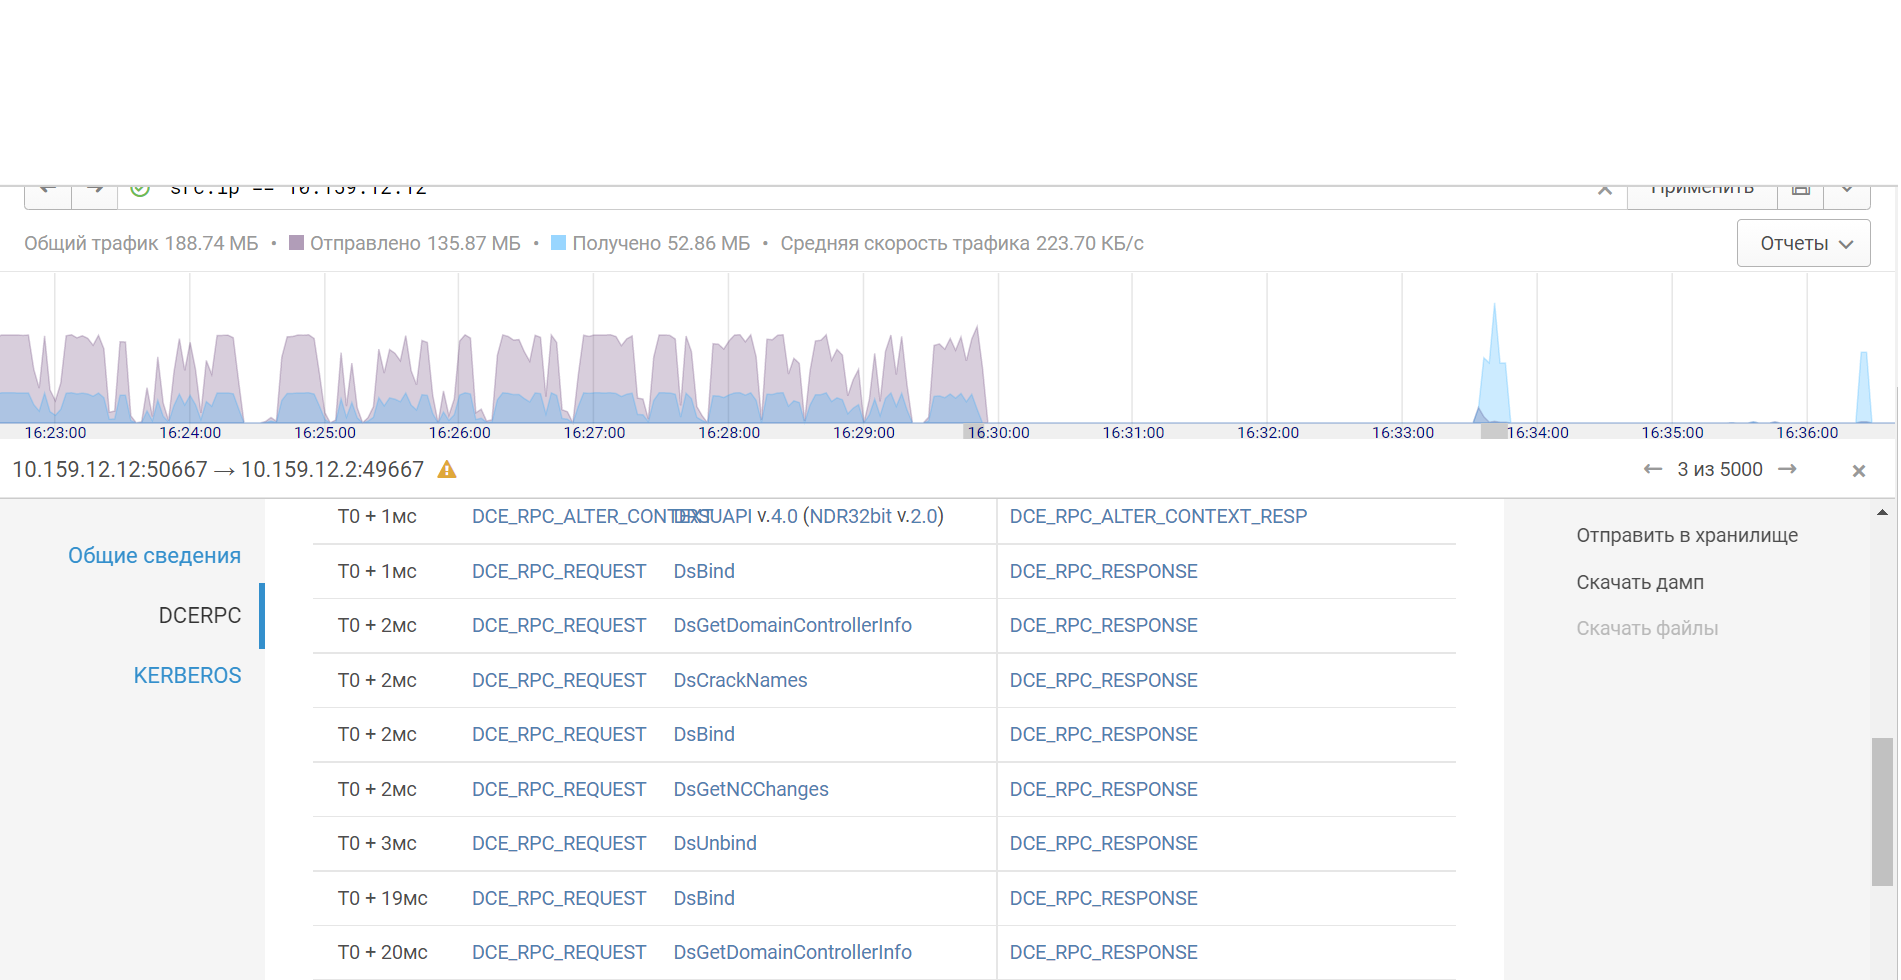 src.ip == 10.159.12.12
Применить
Общий трафик 188.74 МБ • Отправлено 135.87 МБ • Получено 52.86 МБ • Средняя скорость трафика 223.70 КБ/с
Отчеты
16:23:00 16:24:00 16:25:00 16:26:00 16:27:00 16:28:00 16:29:00 16:30:00 16:31:00 16:32:00 16:33:00 16:34:00 16:35:00 16:36:00
10.159.12.12:50667 → 10.159.12.2:49667
← 3 из 5000 → ×
Общие сведения
DCERPC
KERBEROS
T0 + 1мс DCE_RPC_ALTER_CONTEXT DRSUAPI v.4.0 (NDR32bit v.2.0) DCE_RPC_ALTER_CONTEXT_RESP
T0 + 1мс DCE_RPC_REQUEST DsBind DCE_RPC_RESPONSE
T0 + 2мс DCE_RPC_REQUEST DsGetDomainControllerInfo DCE_RPC_RESPONSE
T0 + 2мс DCE_RPC_REQUEST DsCrackNames DCE_RPC_RESPONSE
T0 + 2мс DCE_RPC_REQUEST DsBind DCE_RPC_RESPONSE
T0 + 2мс DCE_RPC_REQUEST DsGetNCChanges DCE_RPC_RESPONSE
T0 + 3мс DCE_RPC_REQUEST DsUnbind DCE_RPC_RESPONSE
T0 + 19мс DCE_RPC_REQUEST DsBind DCE_RPC_RESPONSE
T0 + 20мс DCE_RPC_REQUEST DsGetDomainControllerInfo DCE_RPC_RESPONSE
Отправить в хранилище
Скачать дамп
Скачать файлы